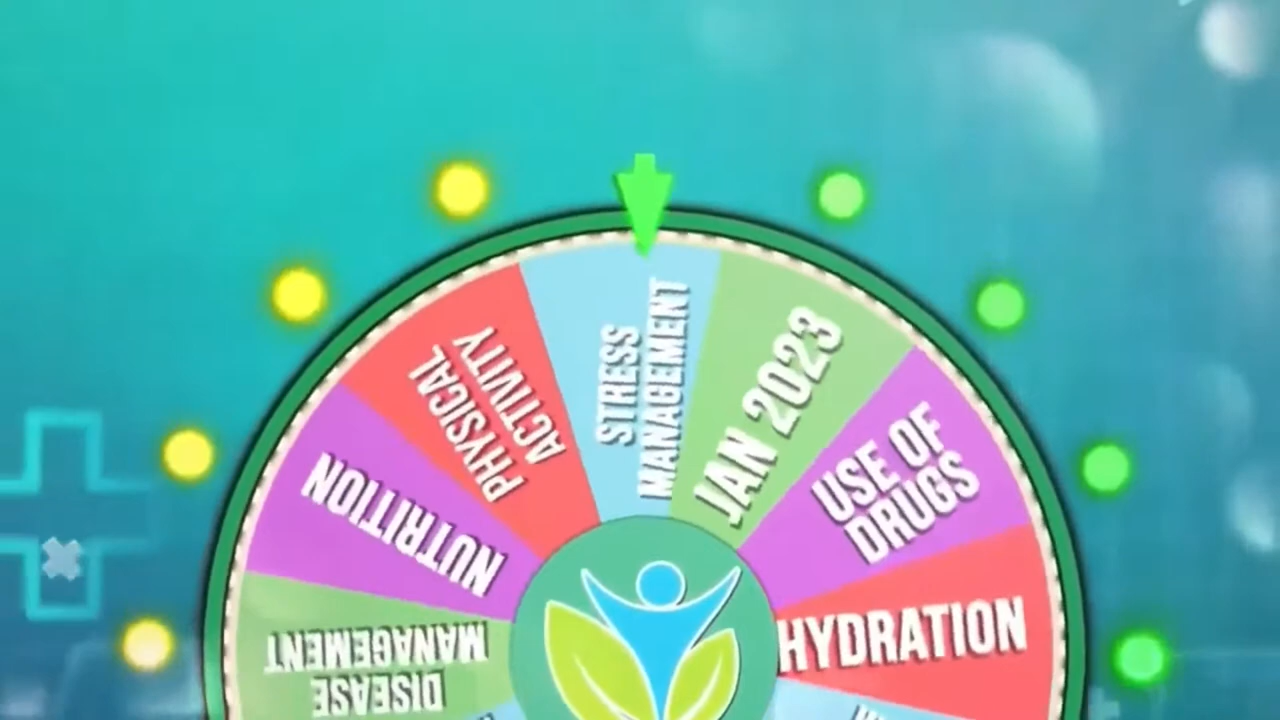 STRESS
MANAGEMENT
JAN 2023
USE OF
DRUGS
HYDRATION
PHYSICAL
ACTIVITY
NUTRITION
DISEASE
MANAGEMENT